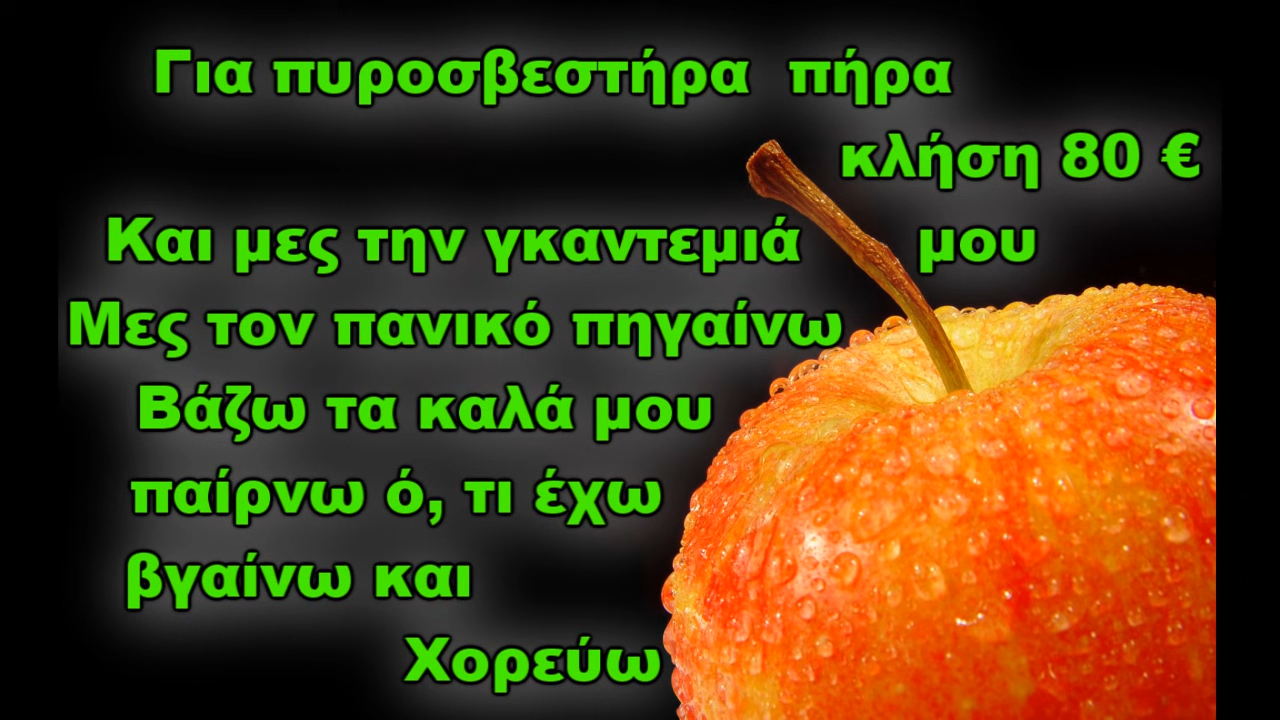 Για πυροσβεστήρα πήρα
κλήση 80 €
Και μες την γκαντεμιά μου
Μες τον πανικό πηγαίνω
Βάζω τα καλά μου
παίρνω ό, τι έχω
βγαίνω και
Χορεύω